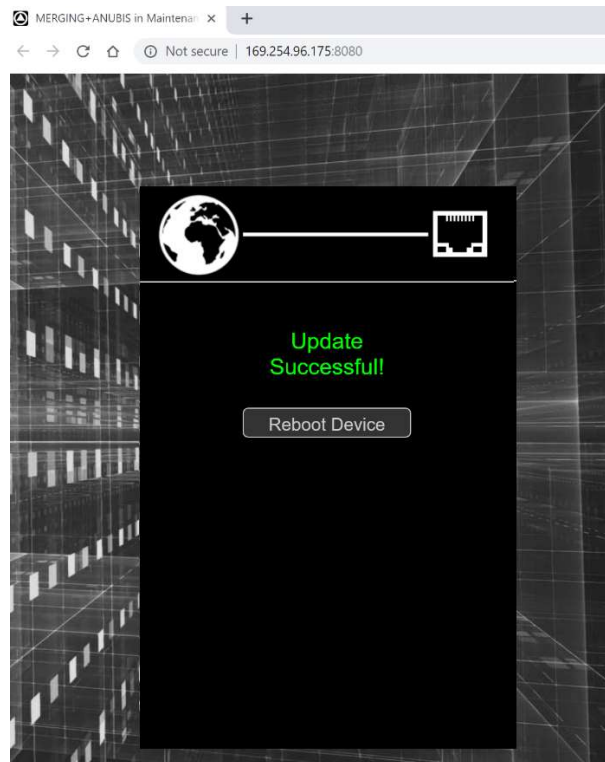 MERGING+ANUBIS in Maintenan
Not secure | 169.254.96.175:8080
Update
Successful!
Reboot Device